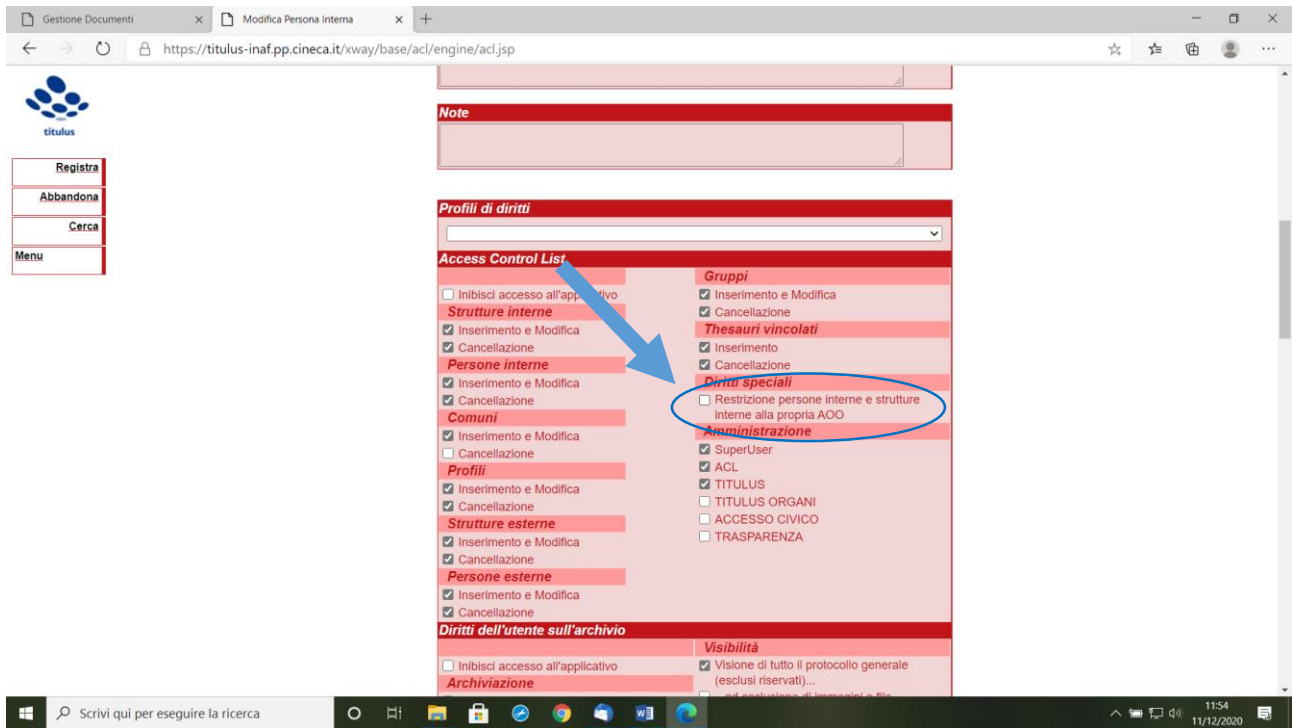 Gestione Documenti
Modifica Persona Interna
https://titulus-inaf.pp.cineca.it/xway/base/acl/engine/acl.jsp
titulus
Registra
Abbandona
Cerca
Menu
Note
Profili di diritti
Access Control List
Inibisci accesso all'applicativo
Strutture interne
Inserimento e Modifica
Cancellazione
Persone interne
Inserimento e Modifica
Cancellazione
Comuni
Inserimento e Modifica
Cancellazione
Profili
Inserimento e Modifica
Cancellazione
Strutture esterne
Inserimento e Modifica
Cancellazione
Persone esterne
Inserimento e Modifica
Cancellazione
Gruppi
Inserimento e Modifica
Cancellazione
Thesauri vincolati
Inserimento
Cancellazione
Diritti speciali
Restrizione persone interne e strutture
interne alla propria AOO
Amministrazione
SuperUser
ACL
TITULUS
TITULUS ORGANI
ACCESSO CIVICO
TRASPARENZA
Diritti dell'utente sull'archivio
Inibisci accesso all'applicativo
Archiviazione
Visibilità
Visione di tutto il protocollo generale
(esclusi riservati)...
ad esclusione di immagini e file
Scrivi qui per eseguire la ricerca
11:54
11/12/2020